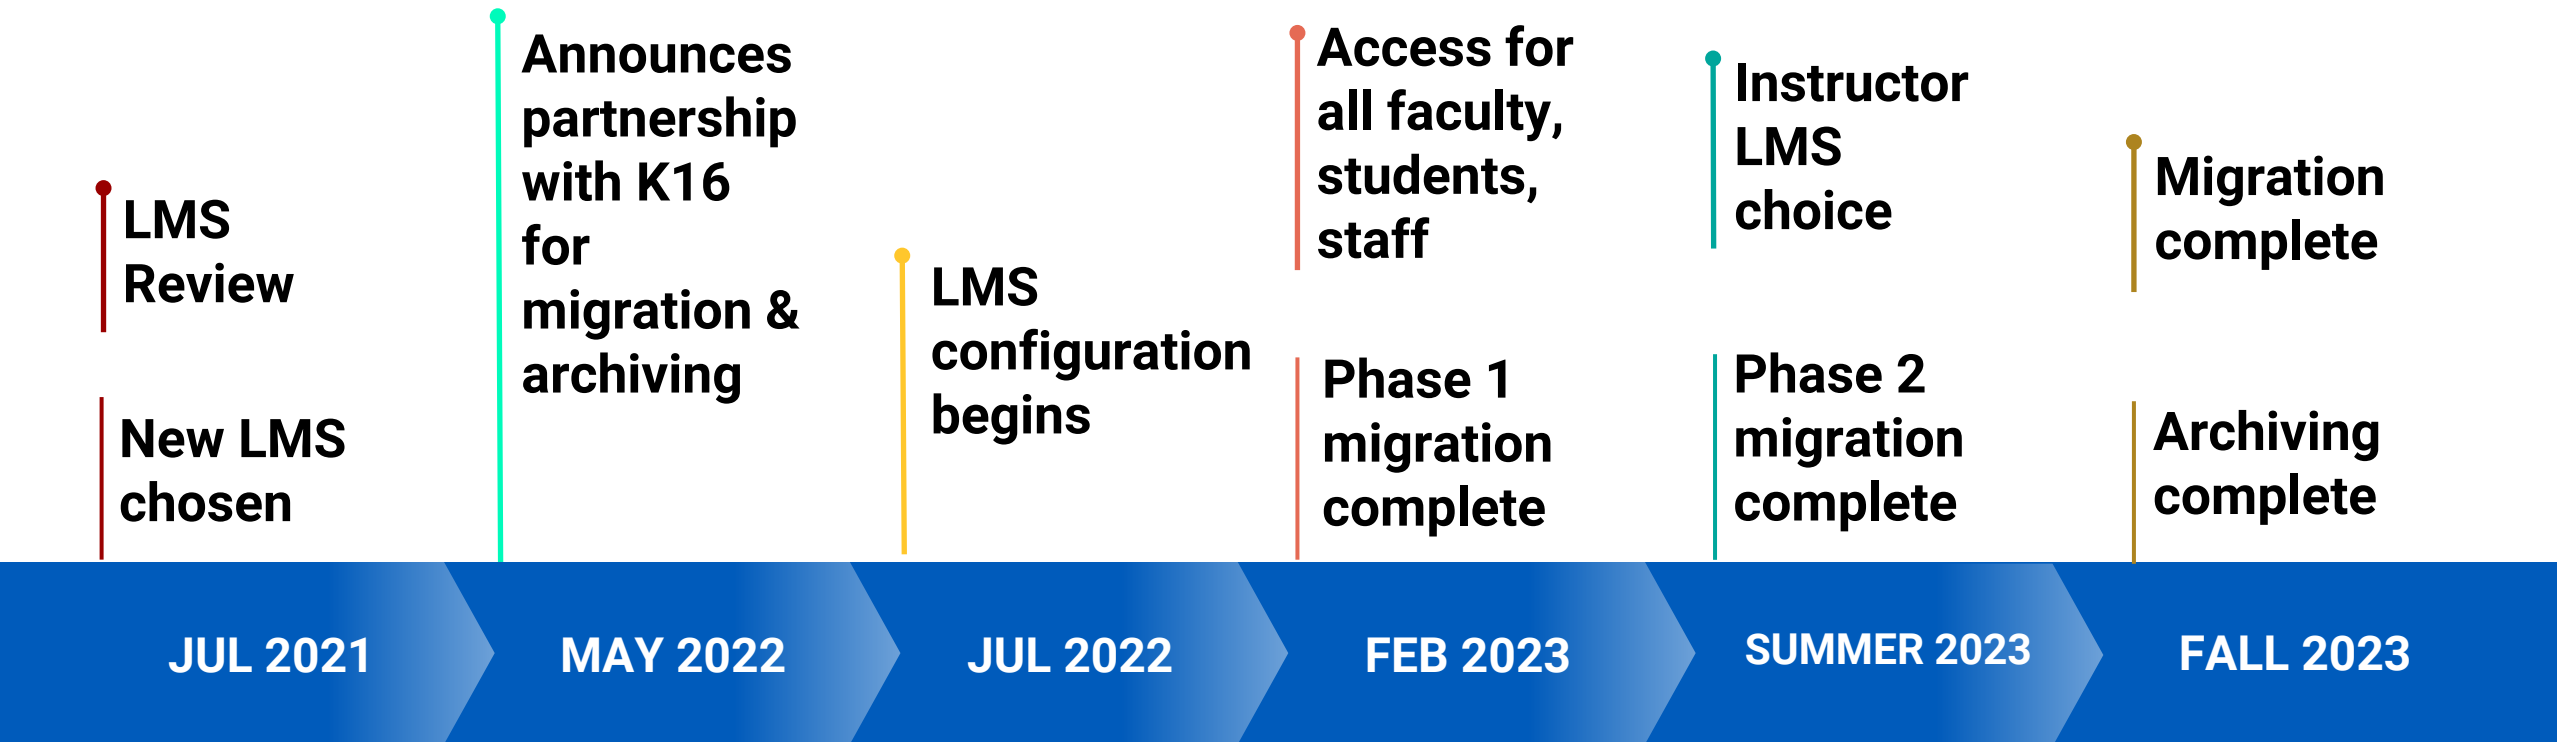 LMS
Review
New LMS
chosen
Announces
partnership
with K16
for
migration &
archiving
LMS
configuration
begins
Access for
all faculty,
students,
staff
Phase 1
migration
complete
Instructor
LMS
choice
Phase 2
migration
complete
Migration
complete
Archiving
complete
JUL 2021
MAY 2022
JUL 2022
FEB 2023
SUMMER 2023
FALL 2023